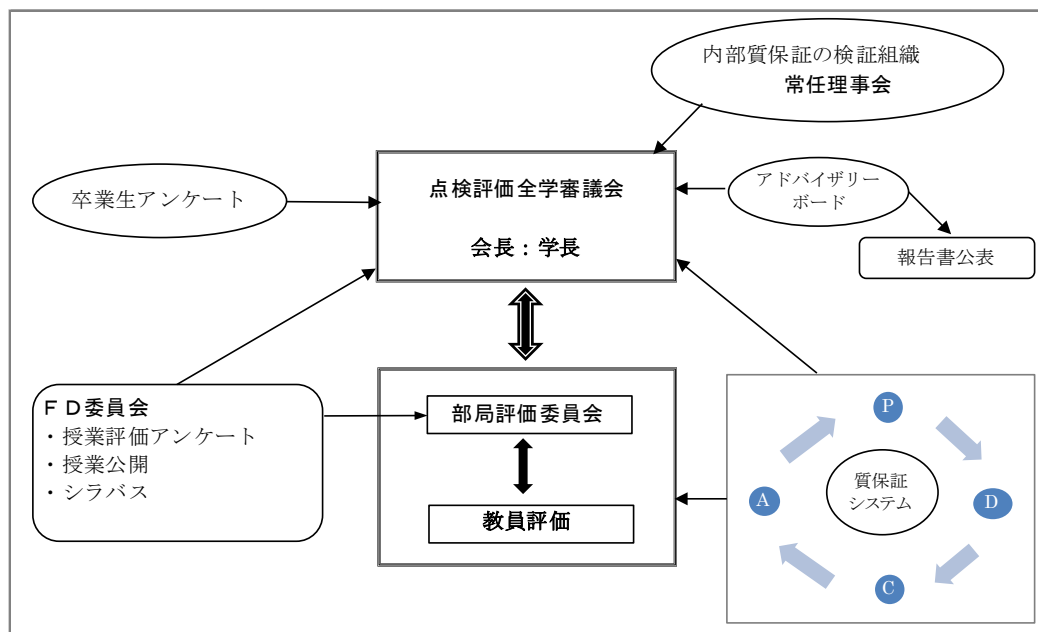 内部質保証の検証組織
常任理事会
点検評価全学審議会
会長：学長
卒業生アンケート
アドバイザリー
ボード
報告書公表
ＦＤ委員会
・授業評価アンケート
・授業公開
・シラバス
部局評価委員会
教員評価
P
D
C
A
質保証
システム